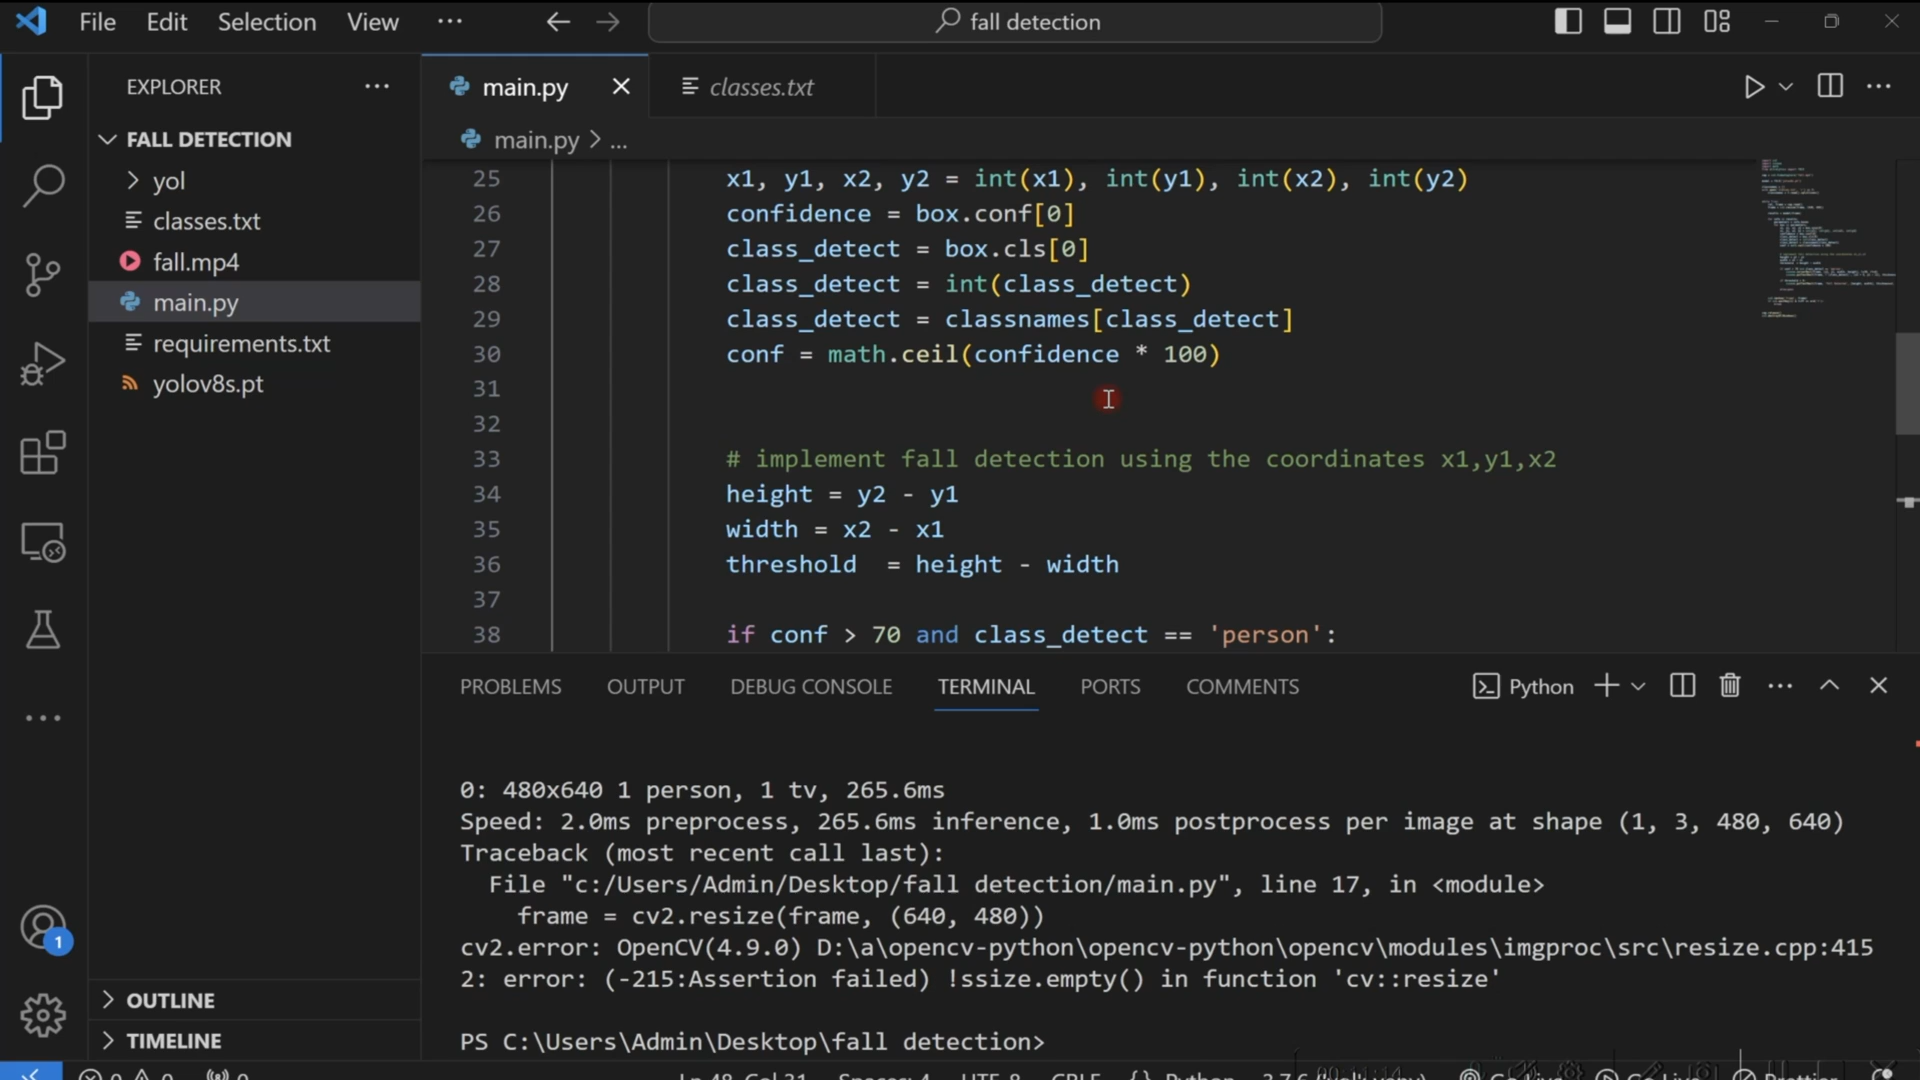 File Edit Selection View ...
fall detection
EXPLORER
main.py
classes.txt
FALL DETECTION
main.py > ...
yol
classes.txt
fall.mp4
main.py
requirements.txt
yolov8s.pt
25 x1, y1, x2, y2 = int(x1), int(y1), int(x2), int(y2)
26 confidence = box.conf[0]
27 class_detect = box.cls[0]
28 class_detect = int(class_detect)
29 class_detect = classnames[class_detect]
30 conf = math.ceil(confidence * 100)
31
32
33 # implement fall detection using the coordinates x1,y1,x2
34 height = y2 - y1
35 width = x2 - x1
36 threshold  = height - width
37
38 if conf > 70 and class_detect == 'person':
PROBLEMS OUTPUT DEBUG CONSOLE TERMINAL PORTS COMMENTS
Python
0: 480x640 1 person, 1 tv, 265.6ms
Speed: 2.0ms preprocess, 265.6ms inference, 1.0ms postprocess per image at shape (1, 3, 480, 640)
Traceback (most recent call last):
File "c:/Users/Admin/Desktop/fall detection/main.py", line 17, in <module>
frame = cv2.resize(frame, (640, 480))
cv2.error: OpenCV(4.9.0) D:\a\opencv-python\opencv-python\opencv\modules\imgproc\src\resize.cpp:415
2: error: (-215:Assertion failed) !ssize.empty() in function 'cv::resize'
PS C:\Users\Admin\Desktop\fall detection>
1
OUTLINE
TIMELINE